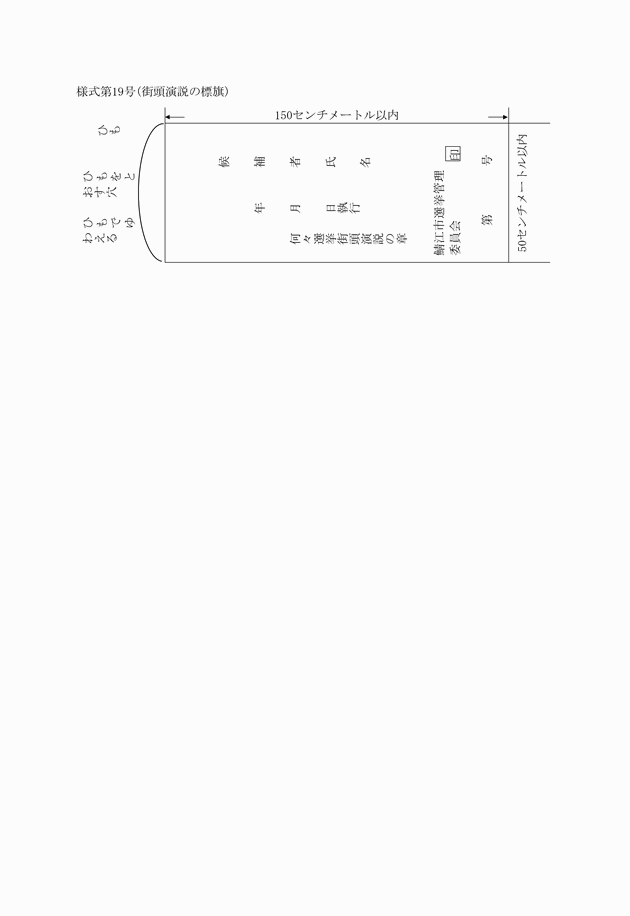 様式第19号(街頭演説の標旗)
150センチメートル以内
50センチメートル以内
ひも
ひもをと
おす穴
ひもでゆ
わえる
候補者氏名
年月日執行
何々選挙街頭演説の章
鯖江市選挙管理
委員会 印
第 号